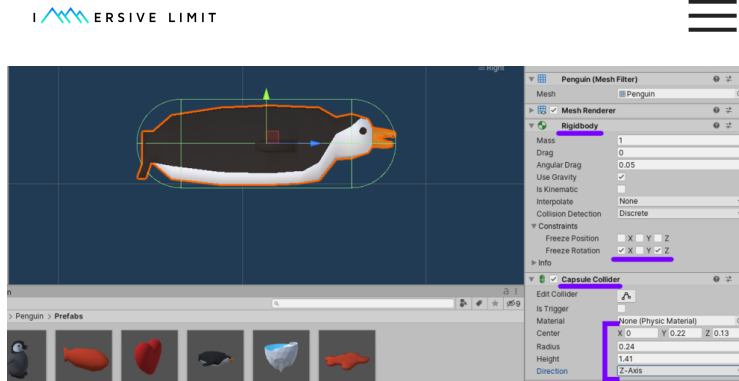 IMMERSIVE LIMIT
Right
Penguin (Mesh Filter)
Mesh
Penguin
Mesh Renderer
Rigidbody
Mass 1
Drag 0
Angular Drag 0.05
Use Gravity
Is Kinematic
Interpolate None
Collision Detection Discrete
Constraints
Freeze Position X Y Z
Freeze Rotation X Y Z
Info
Capsule Collider
Edit Collider
Is Trigger
Material None (Physic Material)
Center X 0 Y 0.22 Z 0.13
Radius 0.24
Height 1.41
Direction Z-Axis
n
9
> Penguin > Prefabs